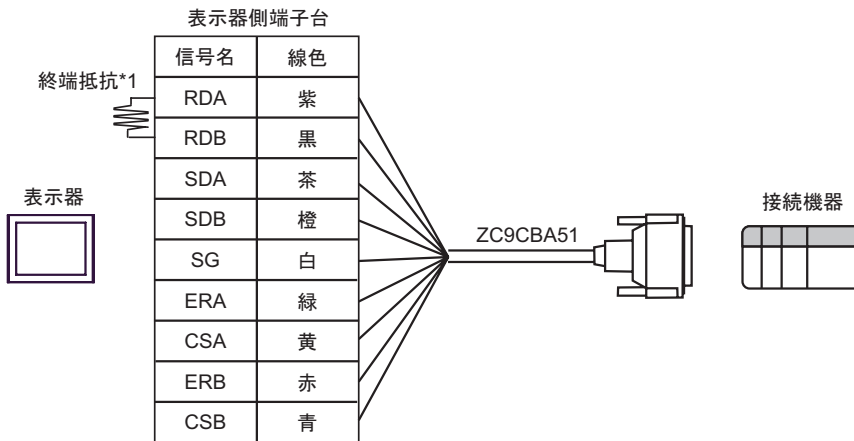 表示器側端子台
信号名 線色
終端抵抗*1
RDA 紫
RDB 黒
SDA 茶
表示器
SDB 橙
接続機器
ZC9CBA51
SG 白
ERA 緑
CSA 黄
ERB 赤
CSB 青